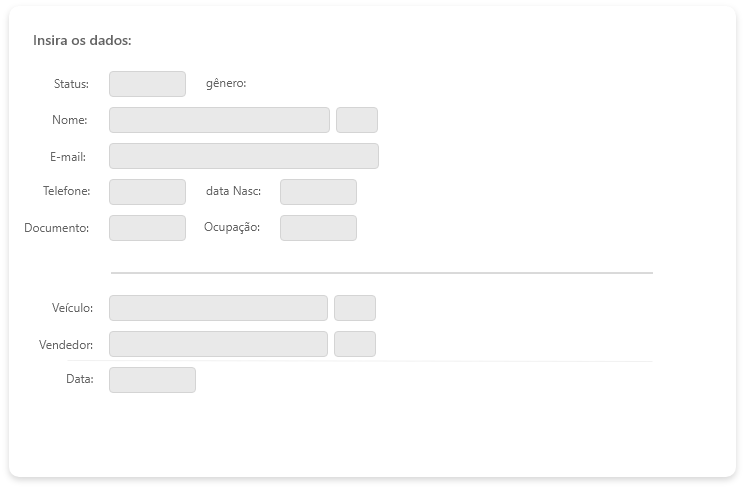 Insira os dados:
Status: gênero:
Nome:
E-mail:
Telefone: data Nasc:
Documento: Ocupação:
Veículo:
Vendedor:
Data: